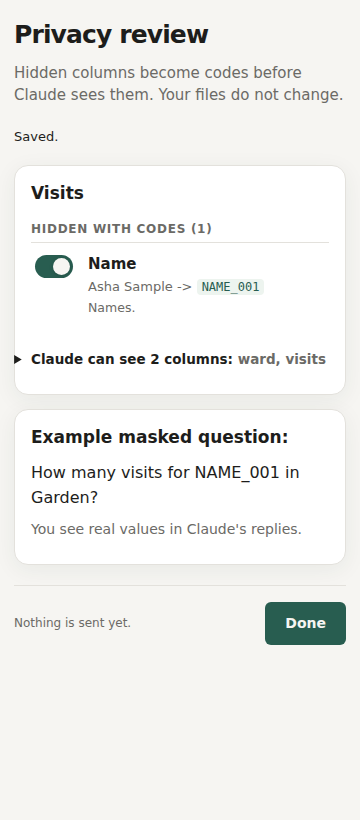 Privacy review
Hidden columns become codes before
Claude sees them. Your files do not change.
Saved.
Visits
HIDDEN WITH CODES (1)
Name
Asha Sample -> NAME_001
Names.
Claude can see 2 columns: ward, visits
Example masked question:
How many visits for NAME_001 in
Garden?
You see real values in Claude's replies.
Nothing is sent yet.
Done